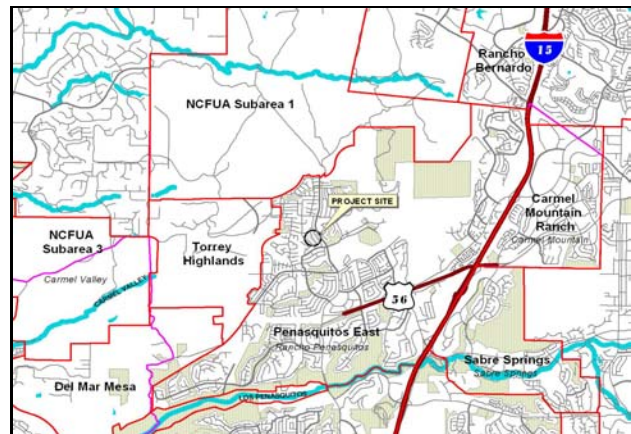 Rancho
Bernardo
15
NCFUA Subarea 1
PROJECT SITE
Carmel
Mountain
Ranch
Carmel Mountain
NCFUA
Subarea 3
Carmel Valley
CARMEL VALLEY
Torrey
Highlands
56
Penasquitos East
Rancho Penasquitos
Sabre Springs
Sabre Springs
Del Mar Mesa
LOS PENASQUITOS